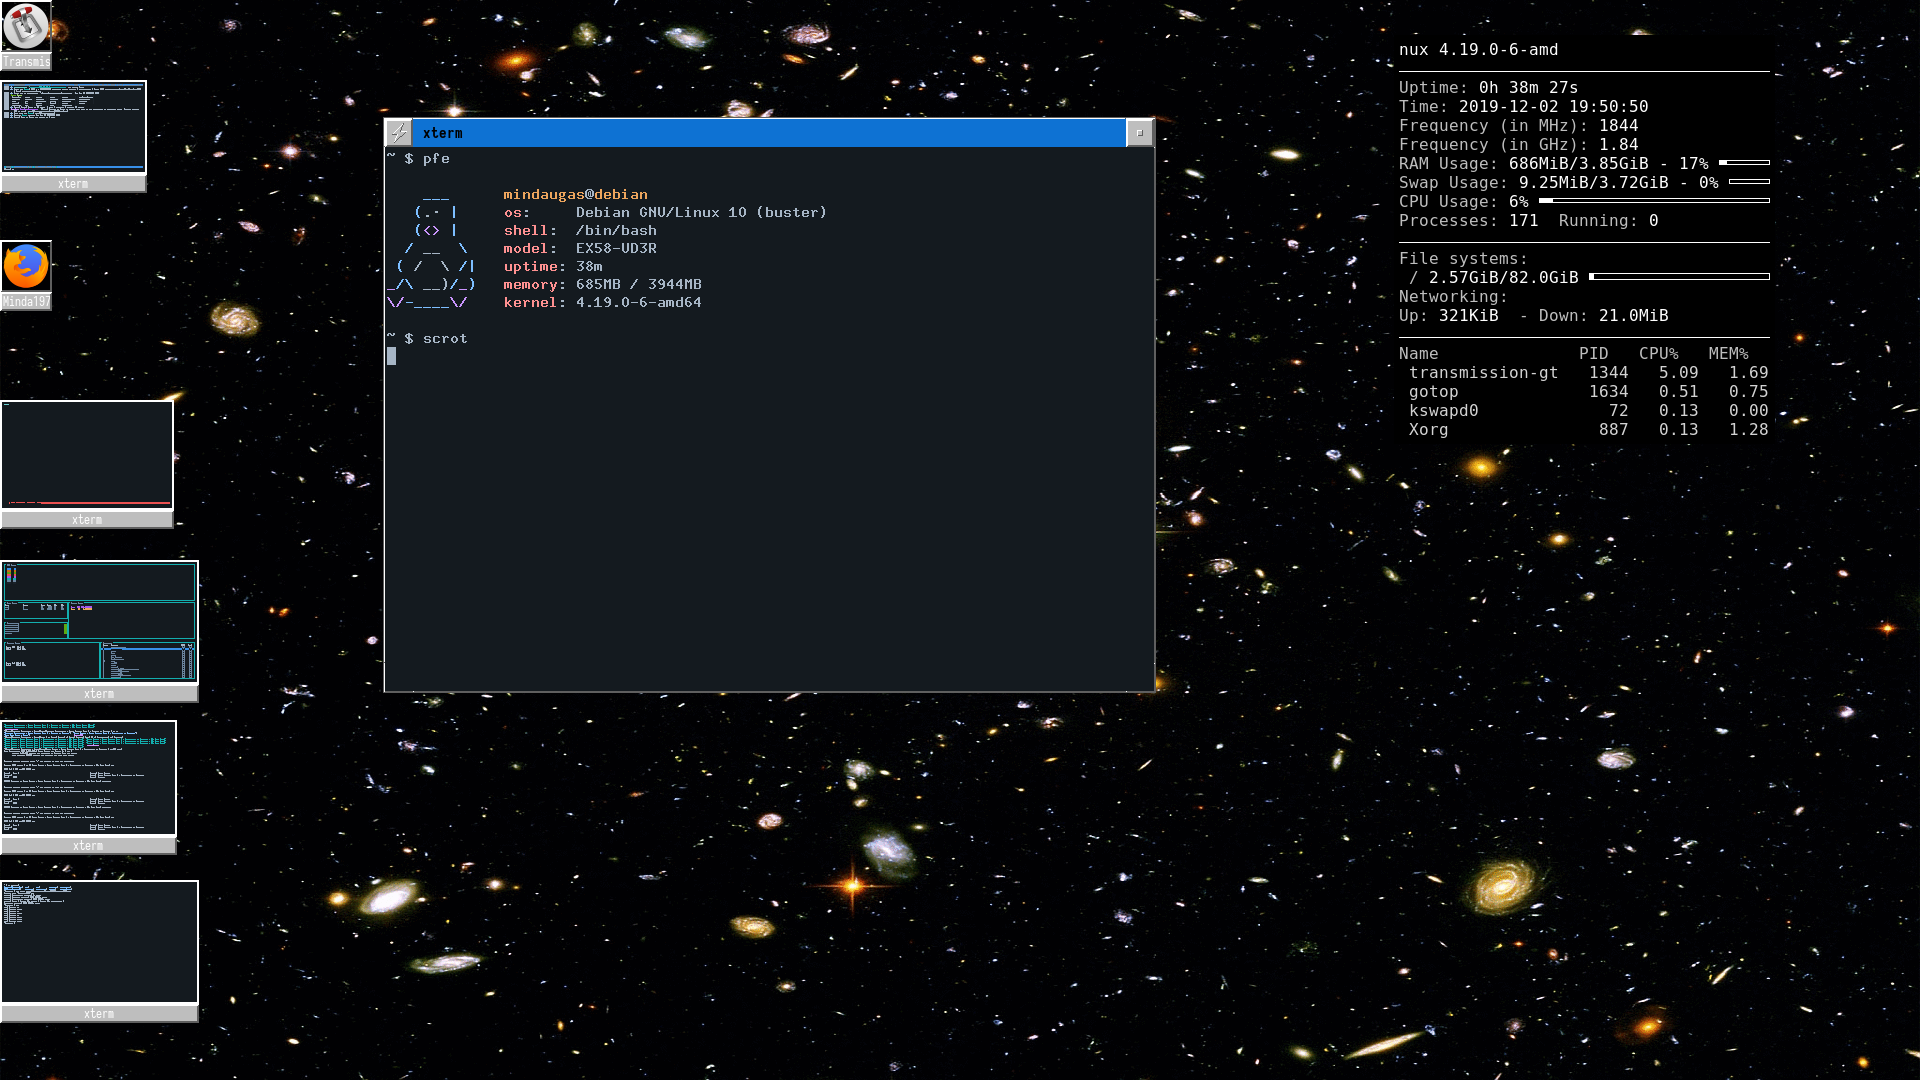 Transmis
xterm
Minda197
xterm
xterm
xterm
xterm
xterm
~ $ pfe
mindaugas@debian
os: Debian GNU/Linux 10 (buster)
shell: /bin/bash
model: EX58-UD3R
uptime: 38m
memory: 685MB / 3944MB
kernel: 4.19.0-6-amd64
~ $ scrot
nux 4.19.0-6-amd
Uptime: 0h 38m 27s
Time: 2019-12-02 19:50:50
Frequency (in MHz): 1844
Frequency (in GHz): 1.84
RAM Usage: 686MiB/3.85GiB - 17%
Swap Usage: 9.25MiB/3.72GiB - 0%
CPU Usage: 6%
Processes: 171  Running: 0
File systems:
/ 2.57GiB/82.0GiB
Networking:
Up: 321KiB  - Down: 21.0MiB
Name PID CPU% MEM%
transmission-gt 1344 5.09 1.69
gotop 1634 0.51 0.75
kswapd0 72 0.13 0.00
Xorg 887 0.13 1.28